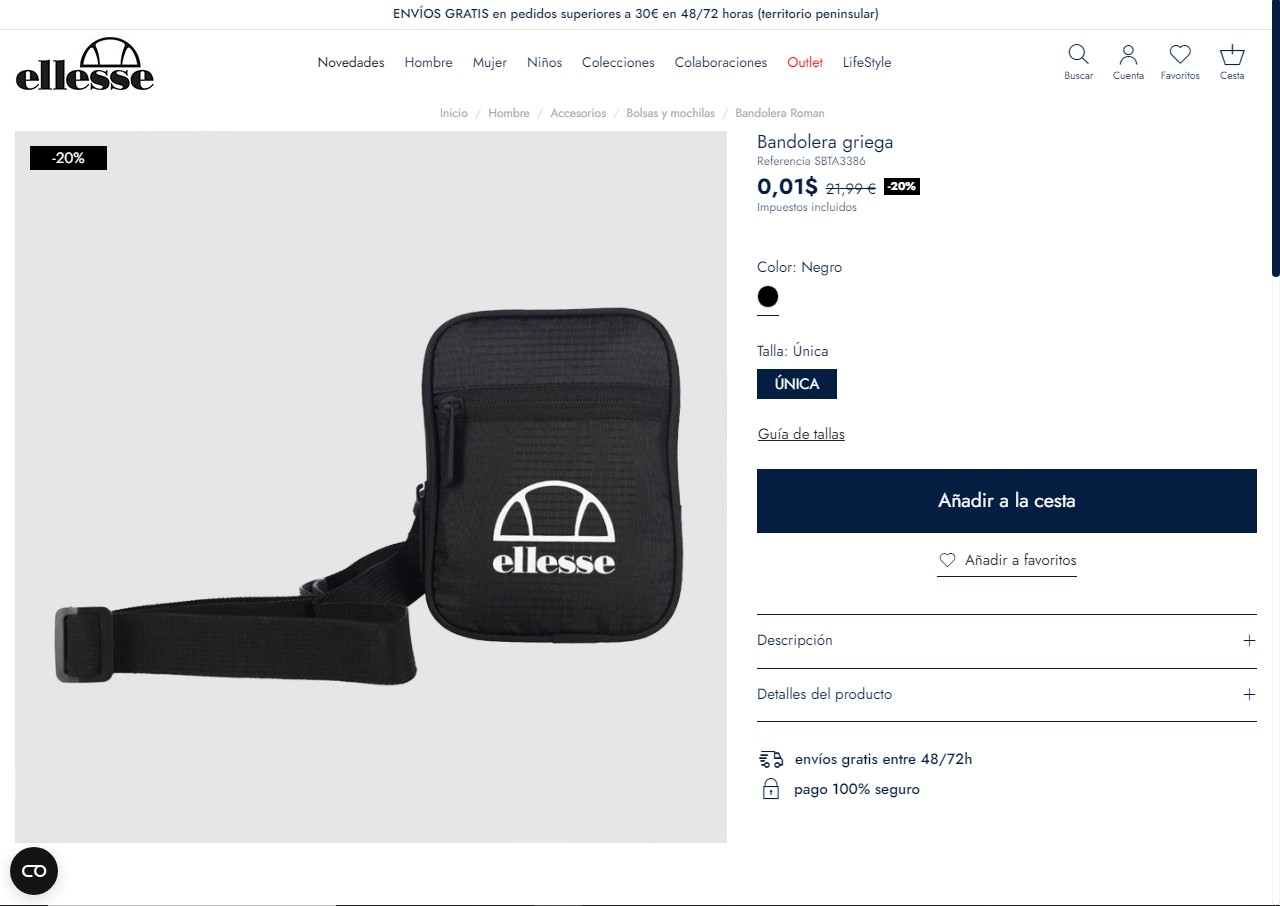 ENVÍOS GRATIS en pedidos superiores a 30€ en 48/72 horas (territorio peninsular)
ellesse
Novedades Hombre Mujer Niños Colecciones Colaboraciones Outlet LifeStyle
Buscar Cuenta Favoritos Cesta
Inicio / Hombre / Accesorios / Bolsas y mochilas / Bandolera Roman
-20%
ellesse
Bandolera griega
Referencia SBTA3386
0,01$ 21,99 € -20%
Impuestos incluidos
Color: Negro
Talla: Única
ÚNICA
Guía de tallas
Añadir a la cesta
Añadir a favoritos
Descripción
Detalles del producto
envíos gratis entre 48/72h
pago 100% seguro